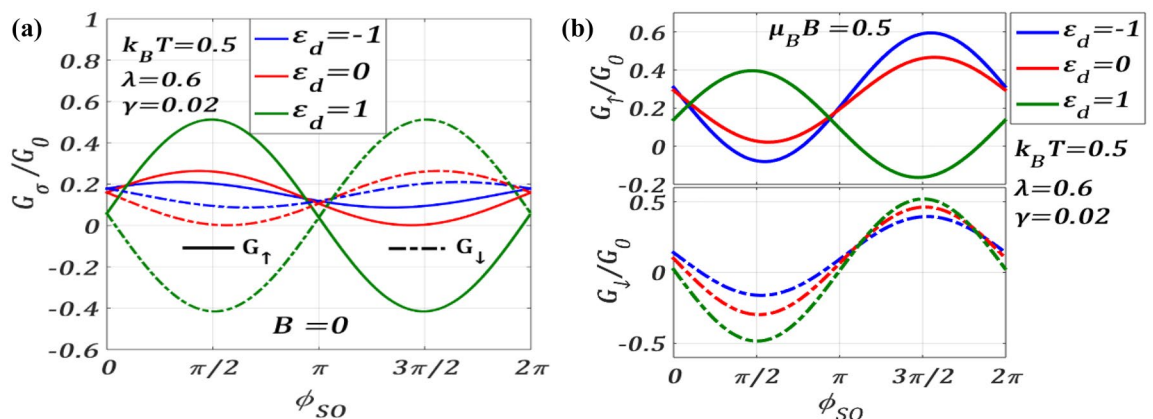 (a)
1
0.8
0.6
0.4
0.2
0
-0.2
-0.4
-0.6
G_σ/G_0
k_B T=0.5
λ=0.6
γ=0.02
ε_d=-1
ε_d=0
ε_d=1
G_↑
G_↓
B=0
0 π/2 π 3π/2 2π
ϕ_SO
(b)
μ_B B=0.5
0.6
0.4
0.2
0
-0.2
G_↑/G_0
ε_d=-1
ε_d=0
ε_d=1
k_B T=0.5
λ=0.6
γ=0.02
0.5
0
-0.5
G_↓/G_0
0 π/2 π 3π/2 2π
ϕ_SO